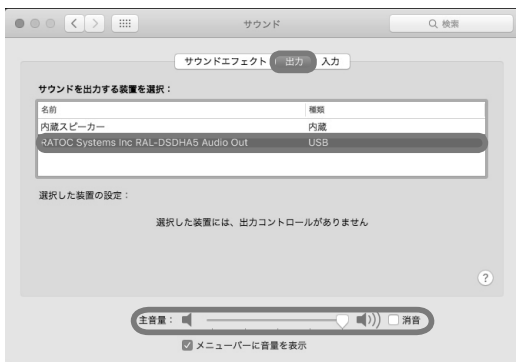 サウンド
検索
サウンドエフェクト 出力 入力
サウンドを出力する装置を選択：
名前 種類
内蔵スピーカー 内蔵
RATOC Systems Inc RAL-DSDHA5 Audio Out USB
選択した装置の設定：
選択した装置には、出力コントロールがありません
?
主音量： 消音
メニューバーに音量を表示